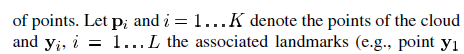 of points. Let pᵢ and i = 1...K denote the points of the cloud
and yᵢ, i = 1...L the associated landmarks (e.g., point y₁